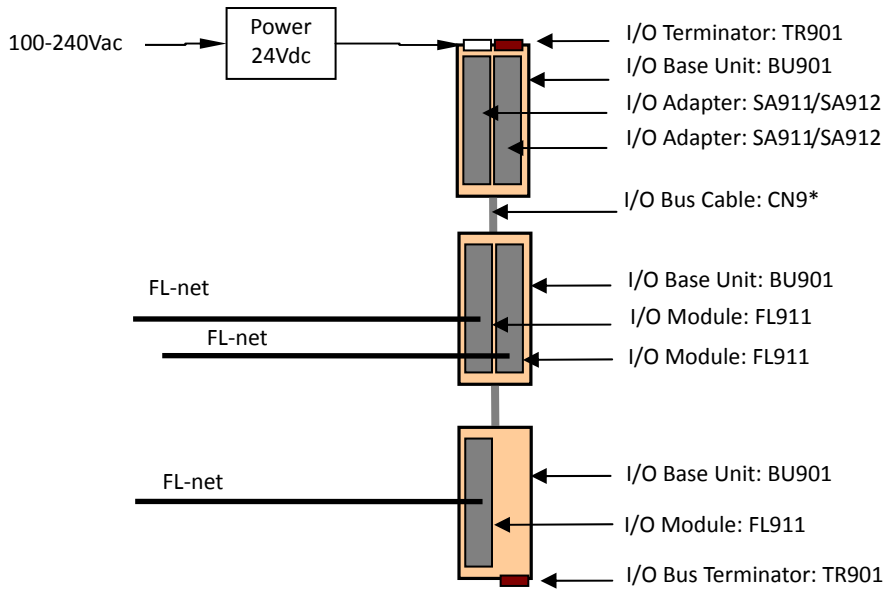 100-240Vac
Power
24Vdc
I/O Terminator: TR901
I/O Base Unit: BU901
I/O Adapter: SA911/SA912
I/O Adapter: SA911/SA912
I/O Bus Cable: CN9*
FL-net
FL-net
I/O Base Unit: BU901
I/O Module: FL911
I/O Module: FL911
FL-net
I/O Base Unit: BU901
I/O Module: FL911
I/O Bus Terminator: TR901